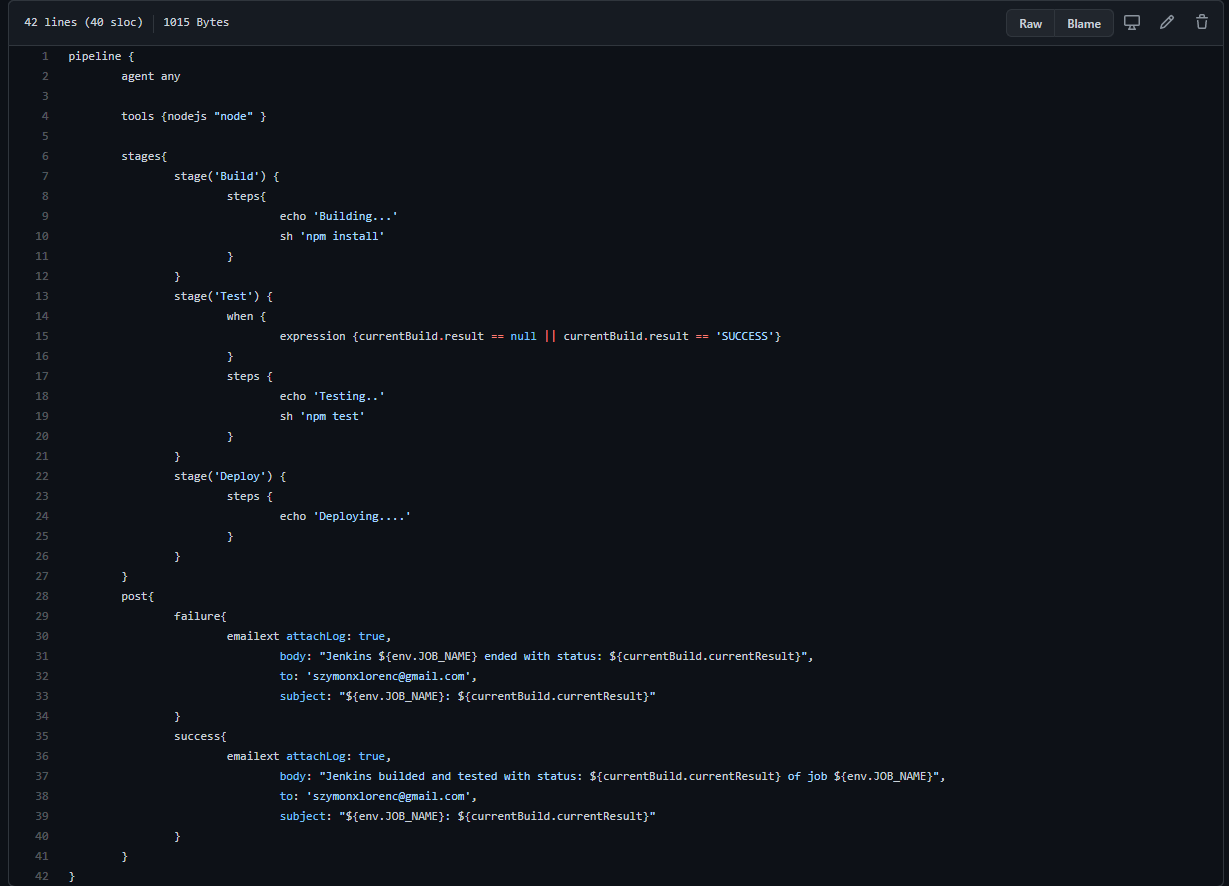 42 lines (40 sloc) 1015 Bytes Raw Blame
1 pipeline {
2 agent any
3
4 tools {nodejs "node" }
5
6 stages{
7 stage('Build') {
8 steps{
9 echo 'Building...'
10 sh 'npm install'
11 }
12 }
13 stage('Test') {
14 when {
15 expression {currentBuild.result == null || currentBuild.result == 'SUCCESS'}
16 }
17 steps {
18 echo 'Testing..'
19 sh 'npm test'
20 }
21 }
22 stage('Deploy') {
23 steps {
24 echo 'Deploying....'
25 }
26 }
27 }
28 post{
29 failure{
30 emailext attachLog: true,
31 body: "Jenkins ${env.JOB_NAME} ended with status: ${currentBuild.currentResult}",
32 to: 'szymonxlorenc@gmail.com',
33 subject: "${env.JOB_NAME}: ${currentBuild.currentResult}"
34 }
35 success{
36 emailext attachLog: true,
37 body: "Jenkins builded and tested with status: ${currentBuild.currentResult} of job ${env.JOB_NAME}",
38 to: 'szymonxlorenc@gmail.com',
39 subject: "${env.JOB_NAME}: ${currentBuild.currentResult}"
40 }
41 }
42 }